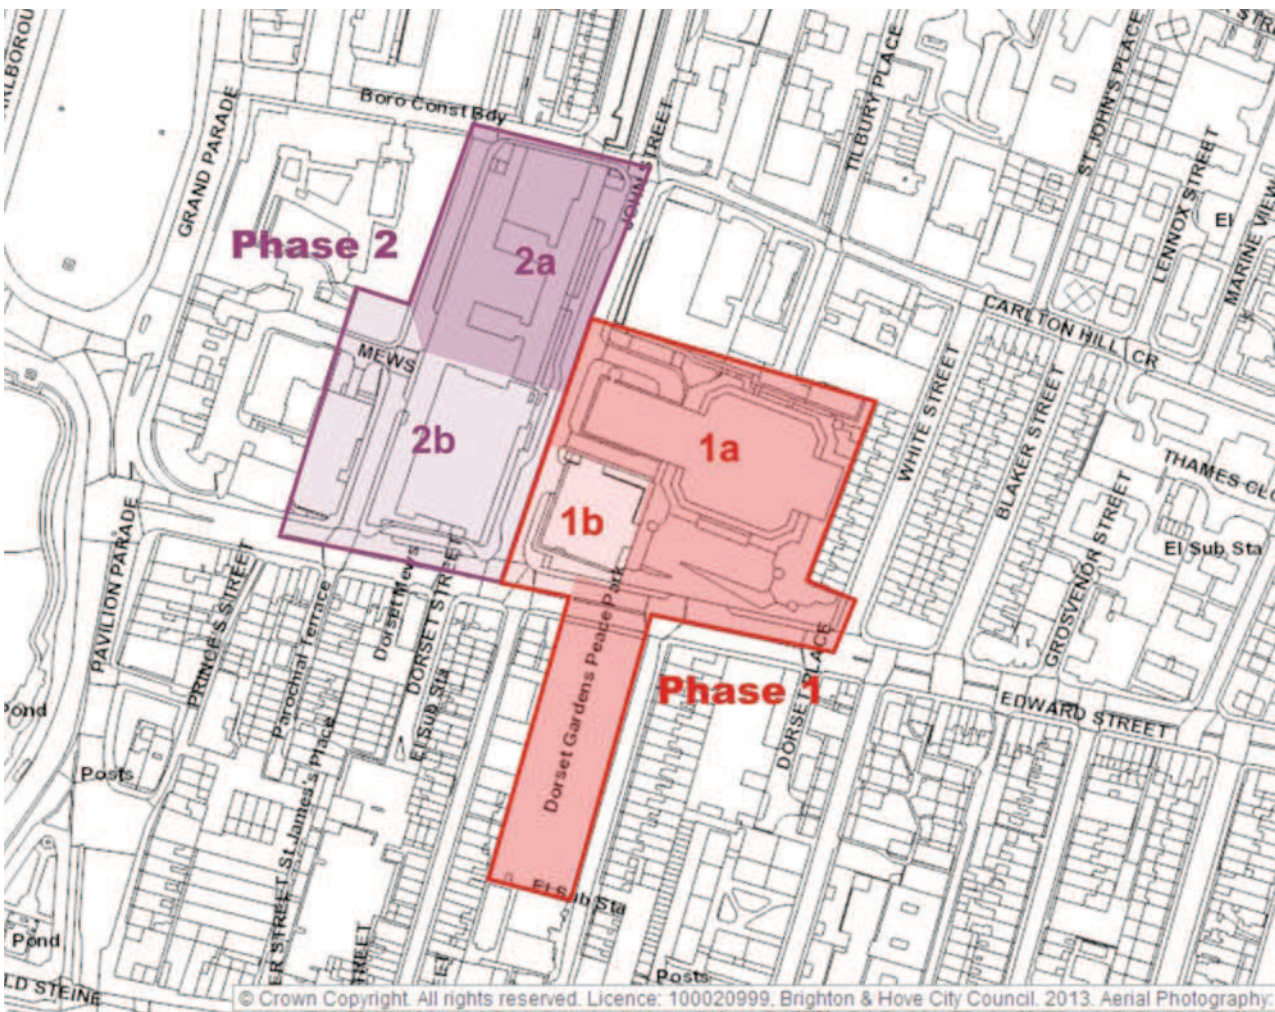 GRAND PARADE
Boro Const Bdy
JOHN STREET
TILBURY PLACE
ST JOHN'S PLACE
LENNOX STREET
El
MARINE VIEW
Phase 2
2a
CARLTON HILL
CR
MEWS
2b
1a
1b
WHITE STREET
BLAKER STREET
THAMES CLO
GROSVENOR STREET
El Sub Sta
PAVILION PARADE
PRINCE'S STREET
Parochial Terrace
Dorset Mews
DORSET STREET
El Sub Sta
Dorset Gardens Peace Park
Phase 1
DORSET PLACE
EDWARD STREET
Pond
Posts
St James's Place
STREET
El Sub Sta
Pond
Posts
LD STEINE
© Crown Copyright. All rights reserved. Licence: 100020999, Brighton & Hove City Council. 2013. Aerial Photography: